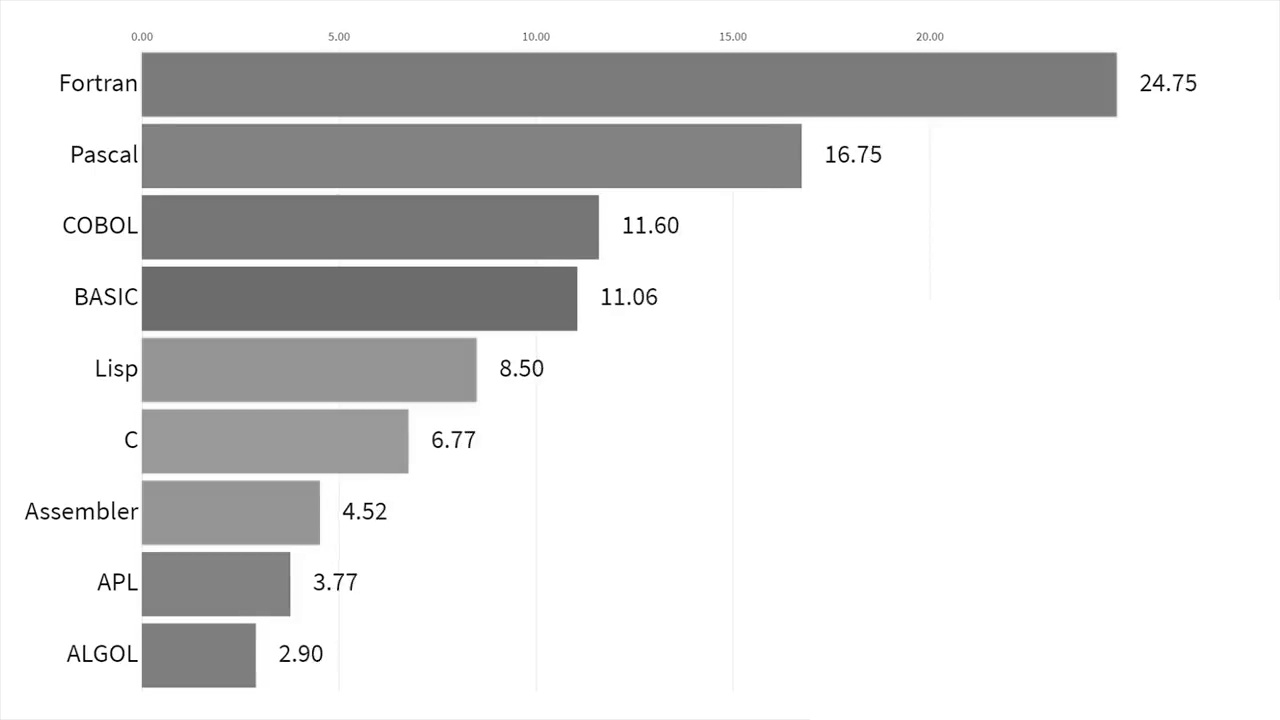 0.00 5.00 10.00 15.00 20.00
Fortran 24.75
Pascal 16.75
COBOL 11.60
BASIC 11.06
Lisp 8.50
C 6.77
Assembler 4.52
APL 3.77
ALGOL 2.90